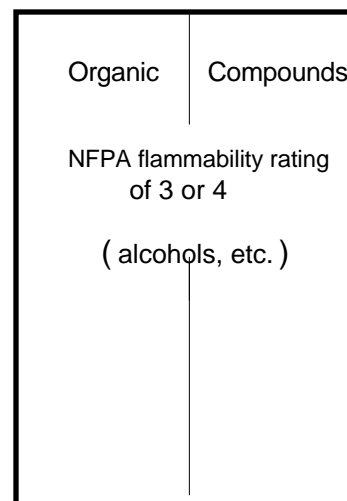 Organic Compounds
NFPA flammability rating
of 3 or 4
( alcohols, etc. )